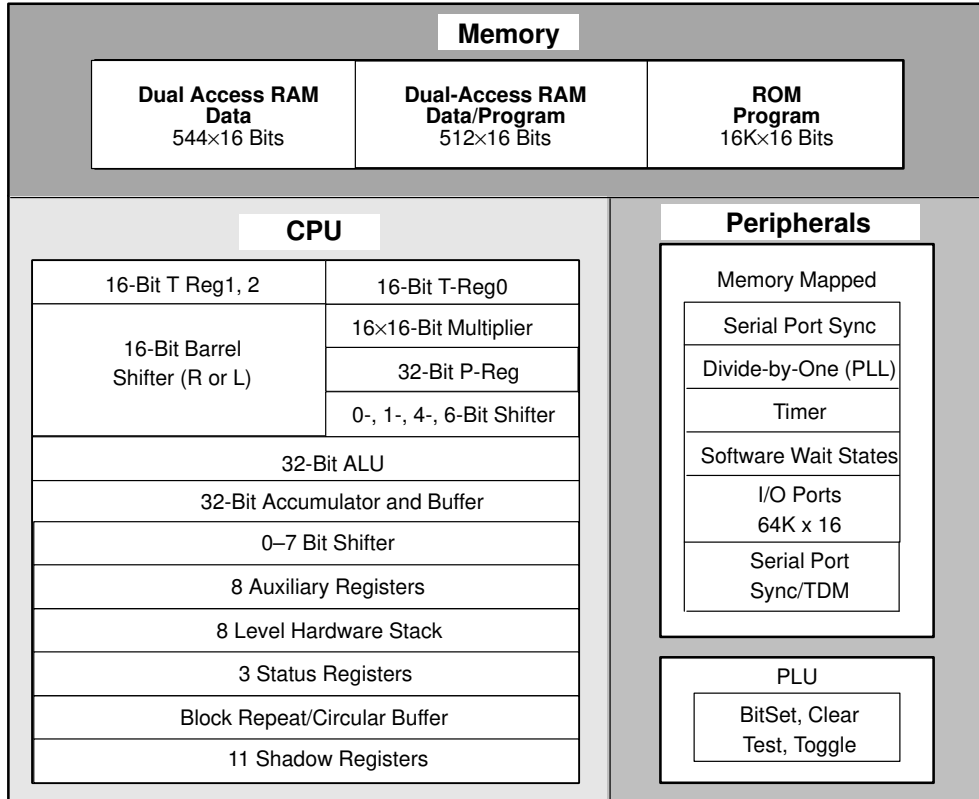 Memory
Dual Access RAM
Data
544×16 Bits
Dual-Access RAM
Data/Program
512×16 Bits
ROM
Program
16K×16 Bits
CPU
16-Bit T Reg1, 2
16-Bit T-Reg0
16-Bit Barrel
Shifter (R or L)
16×16-Bit Multiplier
32-Bit P-Reg
0-, 1-, 4-, 6-Bit Shifter
32-Bit ALU
32-Bit Accumulator and Buffer
0–7 Bit Shifter
8 Auxiliary Registers
8 Level Hardware Stack
3 Status Registers
Block Repeat/Circular Buffer
11 Shadow Registers
Peripherals
Memory Mapped
Serial Port Sync
Divide-by-One (PLL)
Timer
Software Wait States
I/O Ports
64K x 16
Serial Port
Sync/TDM
PLU
BitSet, Clear
Test, Toggle